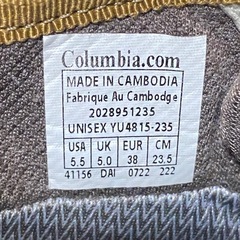 Columbia.com
MADE IN CAMBODIA
Fabrique Au Cambodge
2028951235
UNISEX YU4815-235
USA UK EUR CM
5.5 5.0 38 23.5
41156 DAI 0722 222